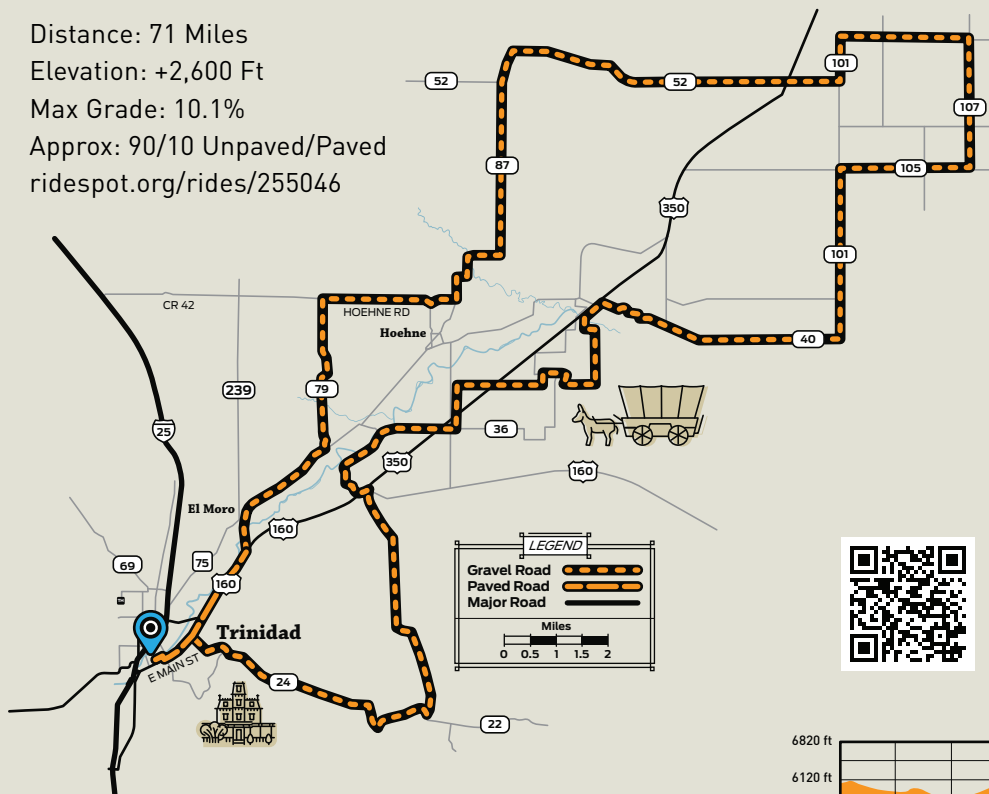 Distance: 71 Miles
Elevation: +2,600 Ft
Max Grade: 10.1%
Approx: 90/10 Unpaved/Paved
ridespot.org/rides/255046
52
52
101
107
87
105
350
101
CR 42
HOEHNE RD
Hoehne
40
239
79
25
36
350
160
El Moro
160
69
75
160
Trinidad
E MAIN ST
24
22
LEGEND
Gravel Road
Paved Road
Major Road
Miles
0 0.5 1 1.5 2
6820 ft
6120 ft